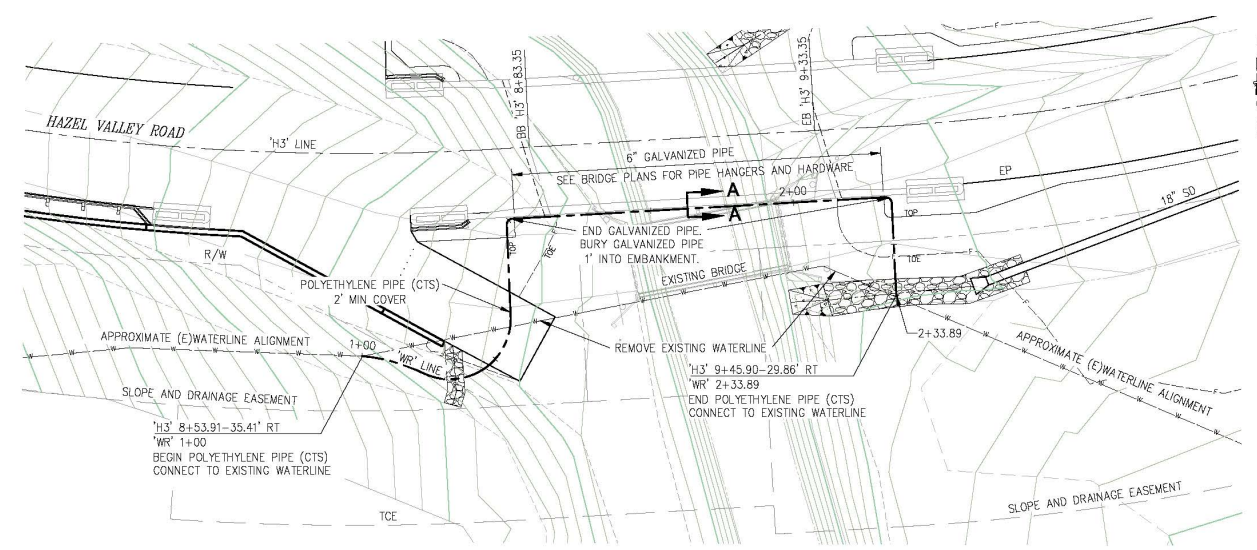 HAZEL VALLEY ROAD
'H3' LINE
BB 'H3' 8+83.35
EB 'H3' 9+33.35
F
6" GALVANIZED PIPE
SEE BRIDGE PLANS FOR PIPE HANGERS AND HARDWARE
A
2+00
A
EP
18" SD
TOP
END GALVANIZED PIPE.
BURY GALVANIZED PIPE
1' INTO EMBANKMENT.
TOP
TOE
F
TOE
F
R/W
EXISTING BRIDGE
POLYETHYLENE PIPE (CTS)
2' MIN COVER
APPROXIMATE (E)WATERLINE ALIGNMENT
1+00
'WR' LINE
REMOVE EXISTING WATERLINE
2+33.89
APPROXIMATE (E)WATERLINE ALIGNMENT
'H3' 9+45.90-29.86' RT
'WR' 2+33.89
END POLYETHYLENE PIPE (CTS)
CONNECT TO EXISTING WATERLINE
F
SLOPE AND DRAINAGE EASEMENT
'H3' 8+53.91-35.41' RT
'WR' 1+00
BEGIN POLYETHYLENE PIPE (CTS)
CONNECT TO EXISTING WATERLINE
SLOPE AND DRAINAGE EASEMENT
TCE